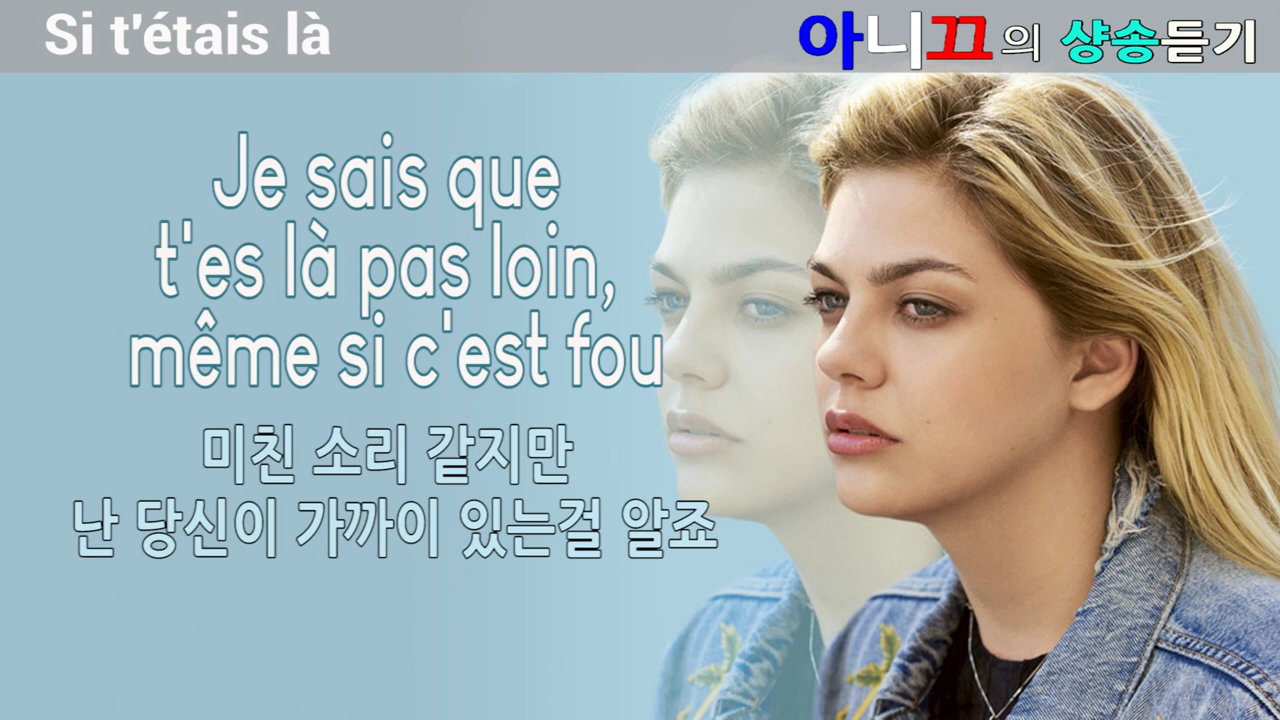 Si t'étais là
아니끄의 샹송듣기
Je sais que
t'es là pas loin,
même si c'est fou
미친 소리 같지만
난 당신이 가까이 있는걸 알죠